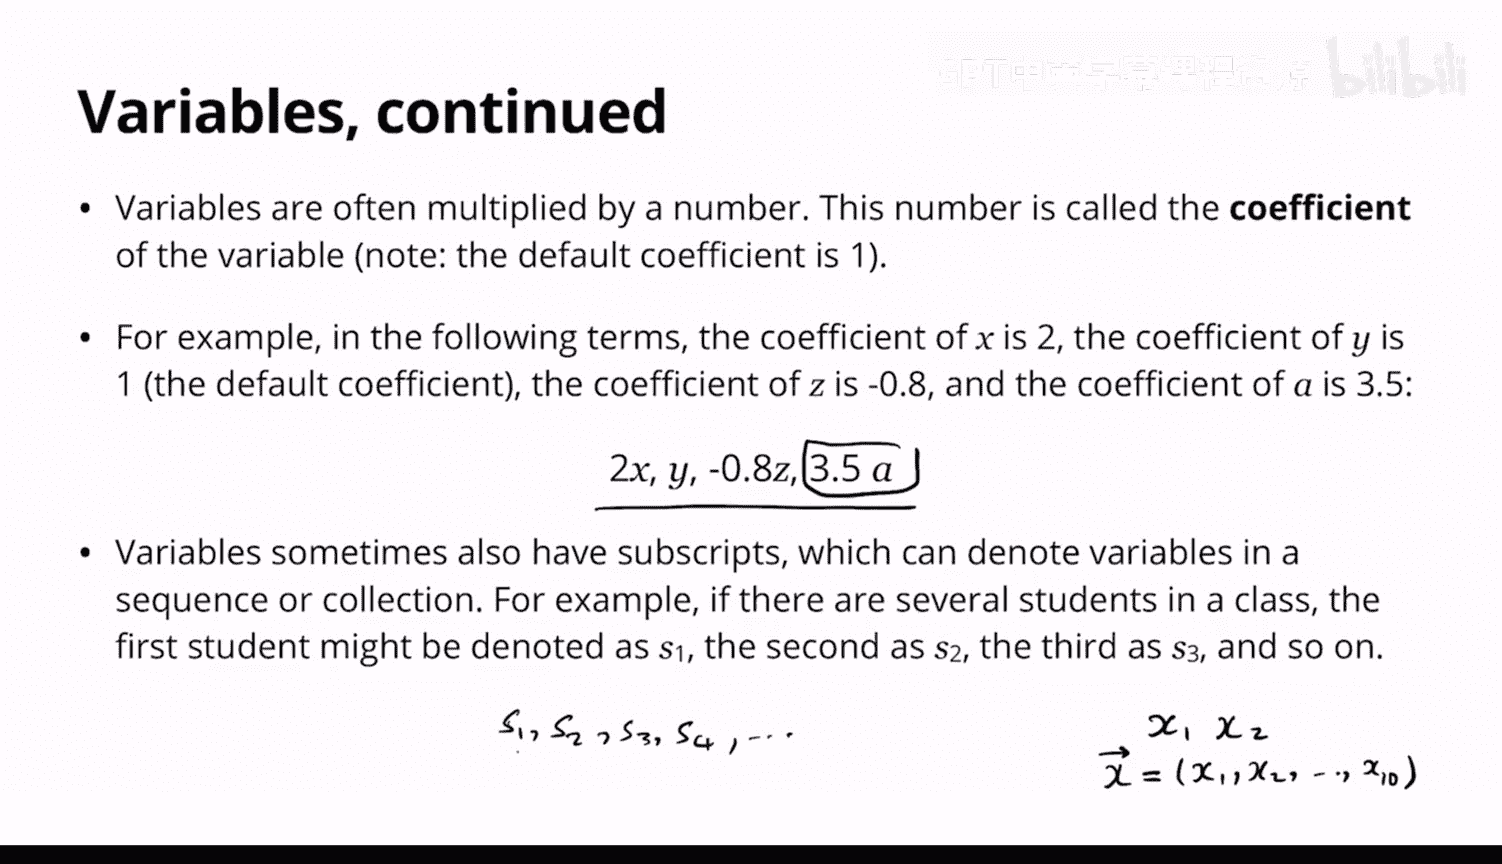 bilibili
Variables, continued
• Variables are often multiplied by a number. This number is called the coefficient
of the variable (note: the default coefficient is 1).
• For example, in the following terms, the coefficient of x is 2, the coefficient of y is
1 (the default coefficient), the coefficient of z is -0.8, and the coefficient of a is 3.5:
2x, y, -0.8z, 3.5 a
• Variables sometimes also have subscripts, which can denote variables in a
sequence or collection. For example, if there are several students in a class, the
first student might be denoted as s₁, the second as s₂, the third as s₃, and so on.
s₁, s₂, s₃, s₄, ...
x₁ x₂
x⃗ = (x₁, x₂, ..., x₁₀)